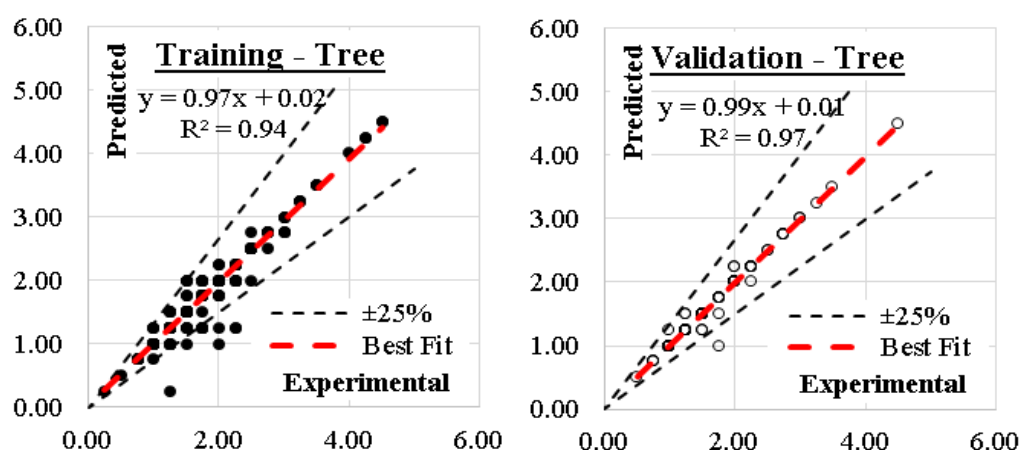 Training - Tree
Predicted
y = 0.97x + 0.02
R² = 0.94
6.00
5.00
4.00
3.00
2.00
1.00
0.00
±25%
Best Fit
Experimental
0.00 2.00 4.00 6.00
Validation - Tree
Predicted
y = 0.99x + 0.01
R² = 0.97
6.00
5.00
4.00
3.00
2.00
1.00
0.00
±25%
Best Fit
Experimental
0.00 2.00 4.00 6.00